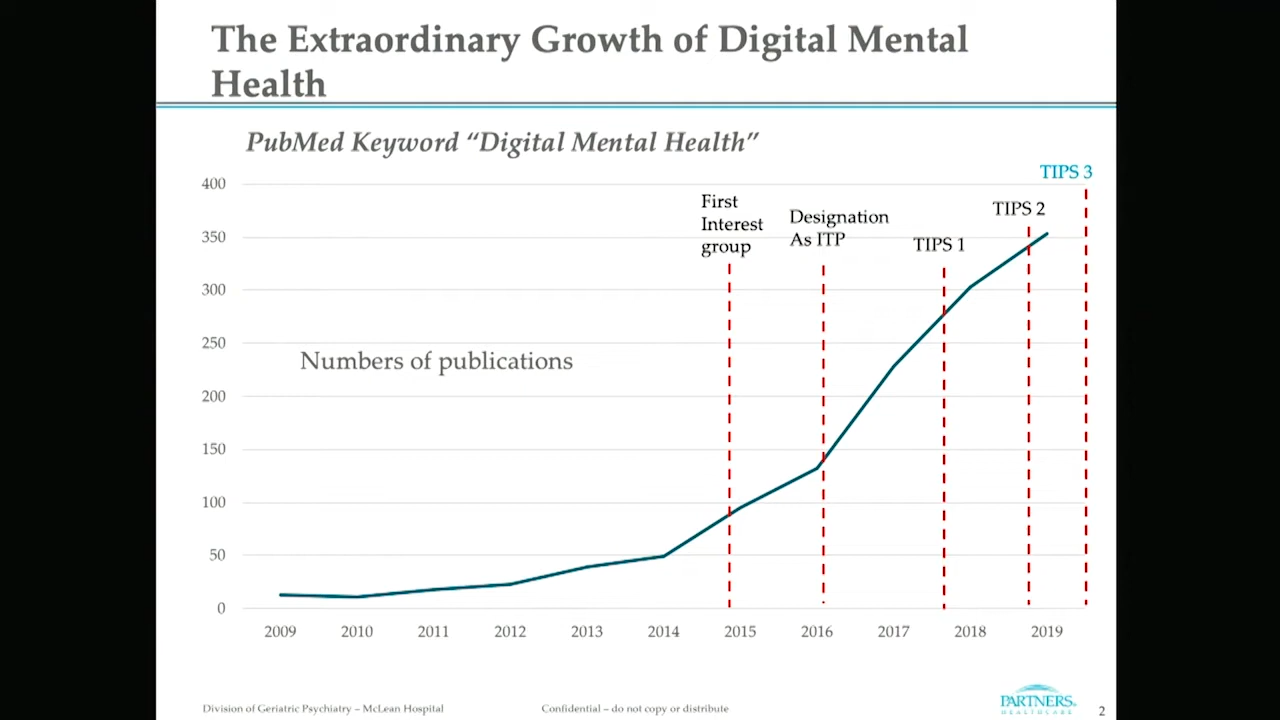 The Extraordinary Growth of Digital Mental
Health
PubMed Keyword “Digital Mental Health”
TIPS 3
400
First
Interest
group
Designation
As ITP
TIPS 1
TIPS 2
350
300
250
Numbers of publications
200
150
100
50
0
2009 2010 2011 2012 2013 2014 2015 2016 2017 2018 2019
Division of Geriatric Psychiatry – McLean Hospital
Confidential – do not copy or distribute
PARTNERS.
HEALTHCARE
2